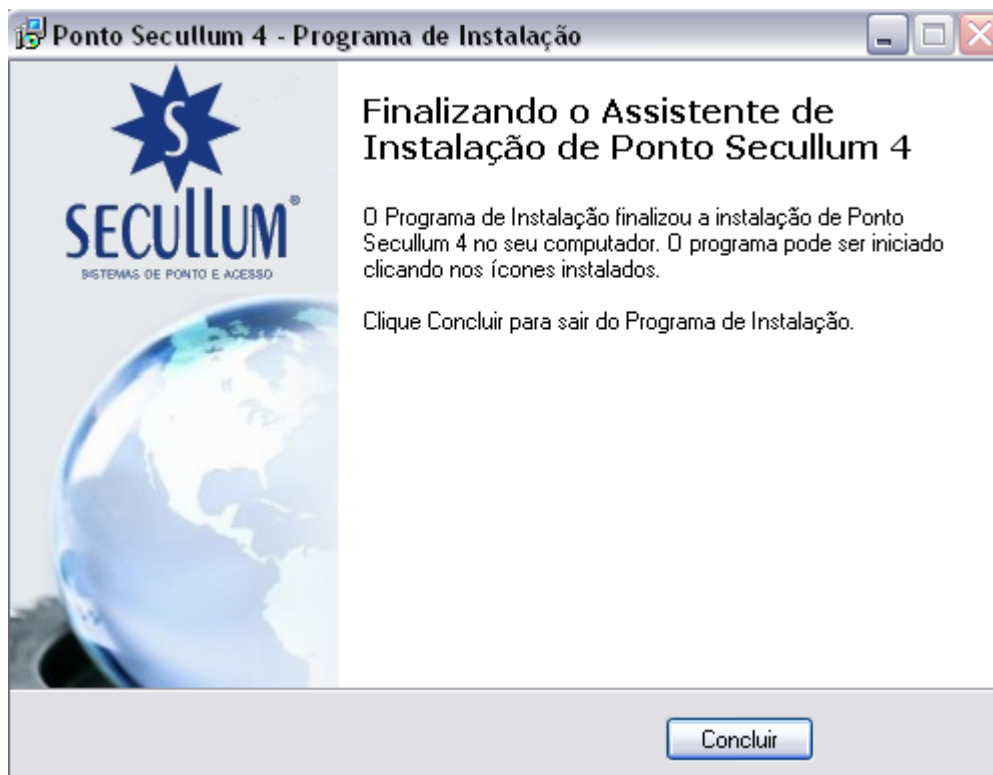 Ponto Secullum 4 - Programa de Instalação
S
SECULLUM®
SISTEMAS DE PONTO E ACESSO
Finalizando o Assistente de
Instalação de Ponto Secullum 4
O Programa de Instalação finalizou a instalação de Ponto
Secullum 4 no seu computador. O programa pode ser iniciado
clicando nos ícones instalados.
Clique Concluir para sair do Programa de Instalação.
Concluir